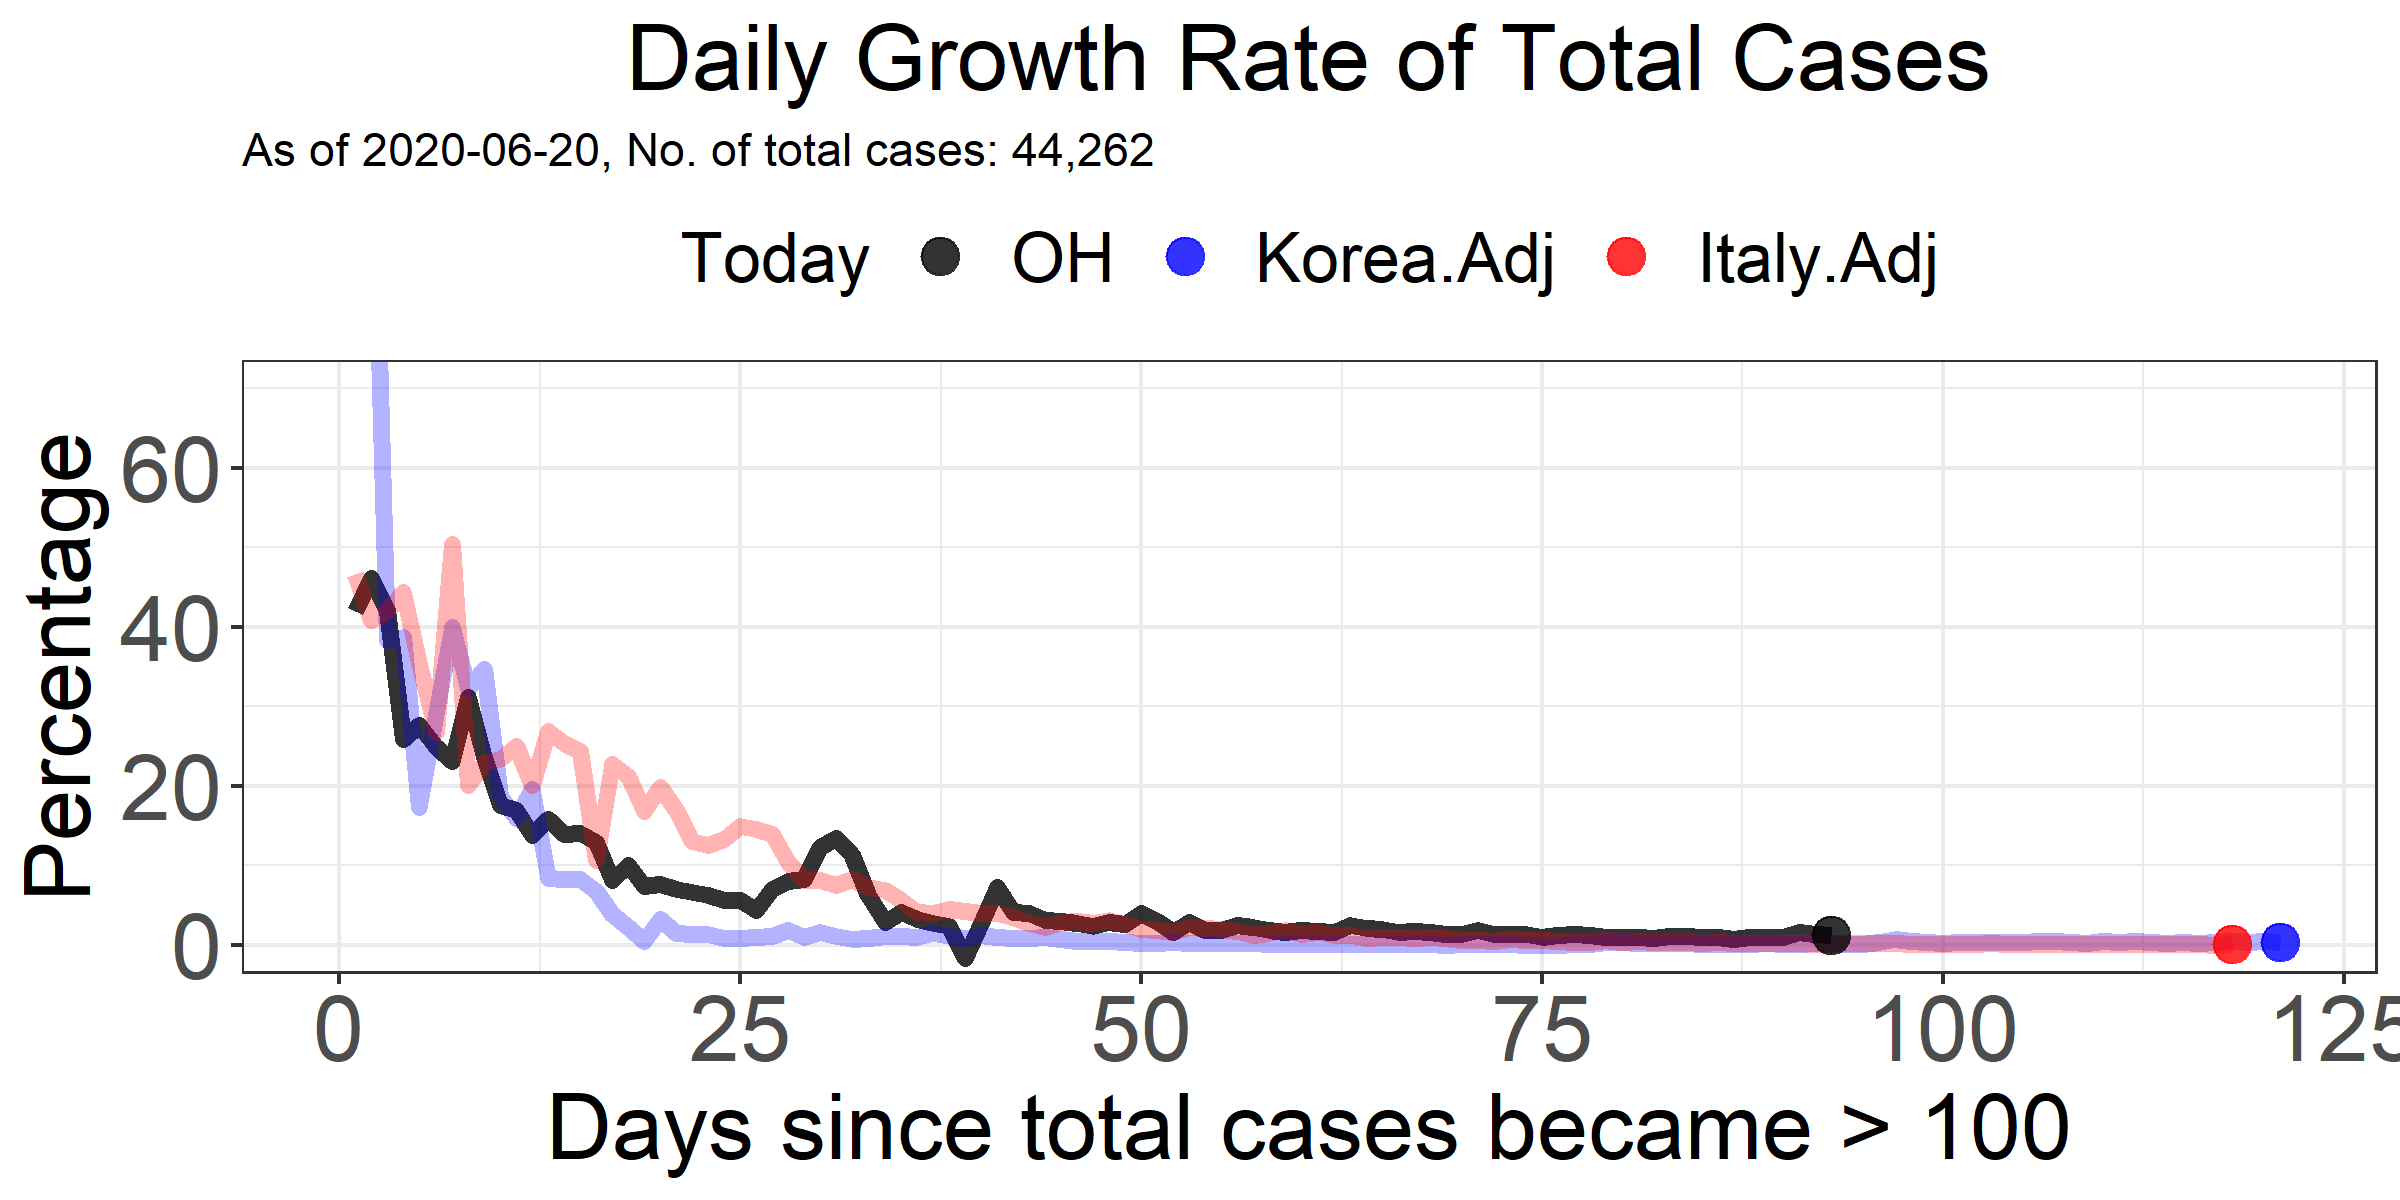 Daily Growth Rate of Total Cases
As of 2020-06-20, No. of total cases: 44,262
Today OH Korea.Adj Italy.Adj
Percentage
60
40
20
0
0 25 50 75 100 125
Days since total cases became > 100